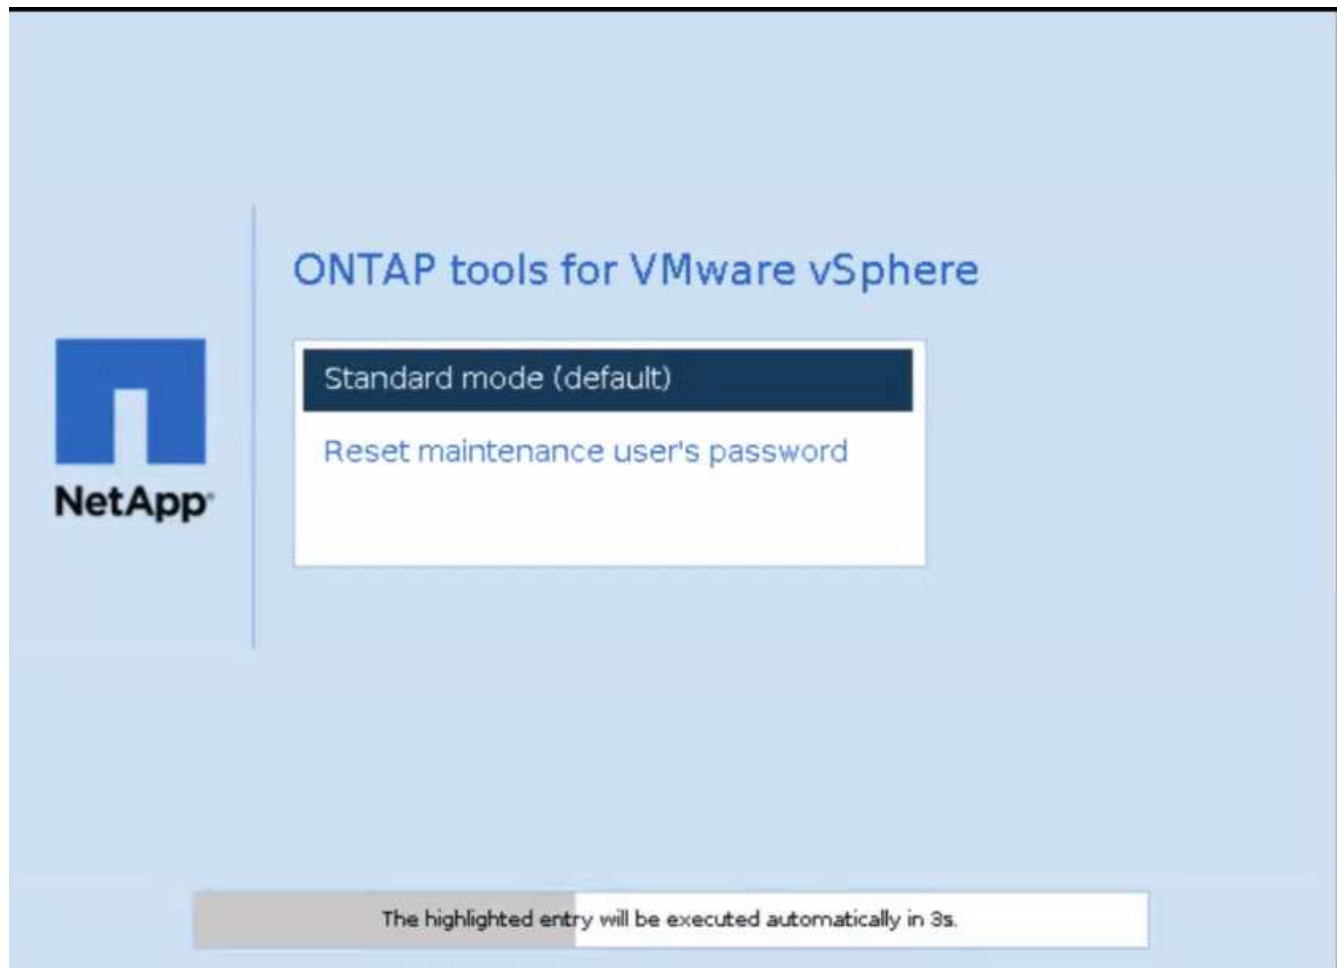 ONTAP tools for VMware vSphere
Standard mode (default)
Reset maintenance user's password
NetApp®
The highlighted entry will be executed automatically in 3s.